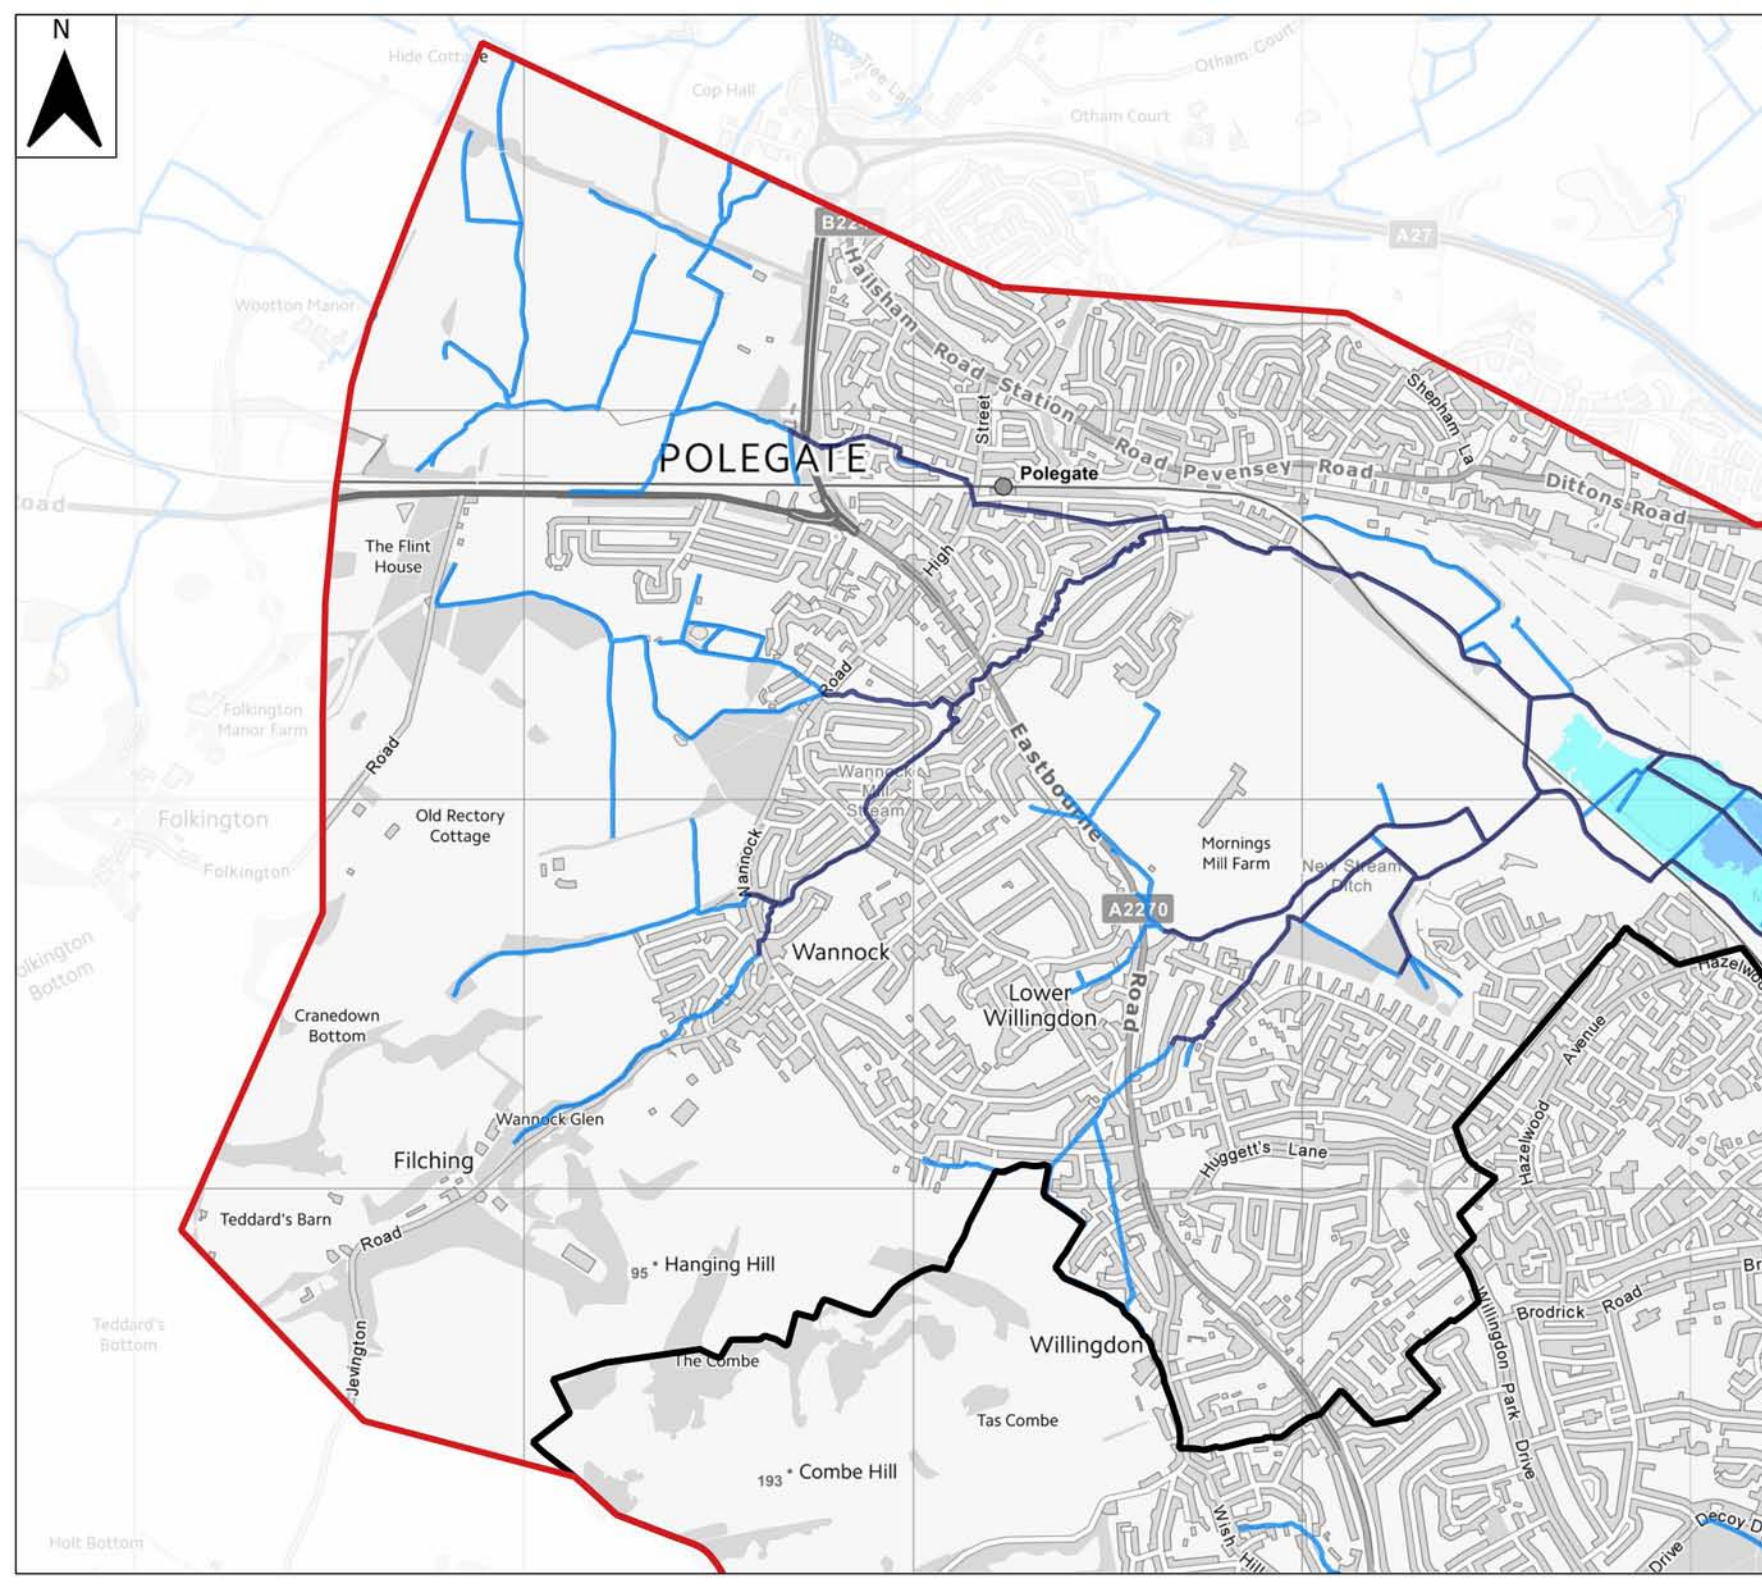 N
Hide Cottage
Cop Hall
Tree Lane
Otham Court
Otham Court
A27
Wootton Manor
Hailsham
Road
Station
Road
Pevensey
Road
Street
Shepham La
Dittons Road
POLEGATE
Polegate
The Flint
House
High
Road
Folkington
Manor Farm
Road
Folkington
Folkington
Old Rectory
Cottage
Wannock
Mill
Stream
Wannock
Eastbourne
Road
Mornings
Mill Farm
New Stream
Ditch
A2270
Wannock
Lower
Willingdon
Folkington
Bottom
Cranedown
Bottom
Hazelwood
Avenue
Hazelwood
Wannock Glen
Filching
Huggett's Lane
Teddard's Barn
Road
95
Hanging Hill
Teddard's
Bottom
Jevington
The Combe
Willingdon
Brodrick Road
Br
Willingdon Park Drive
Tas Combe
193
Combe Hill
Holt Bottom
Wish Hill
Decoy D
Drive